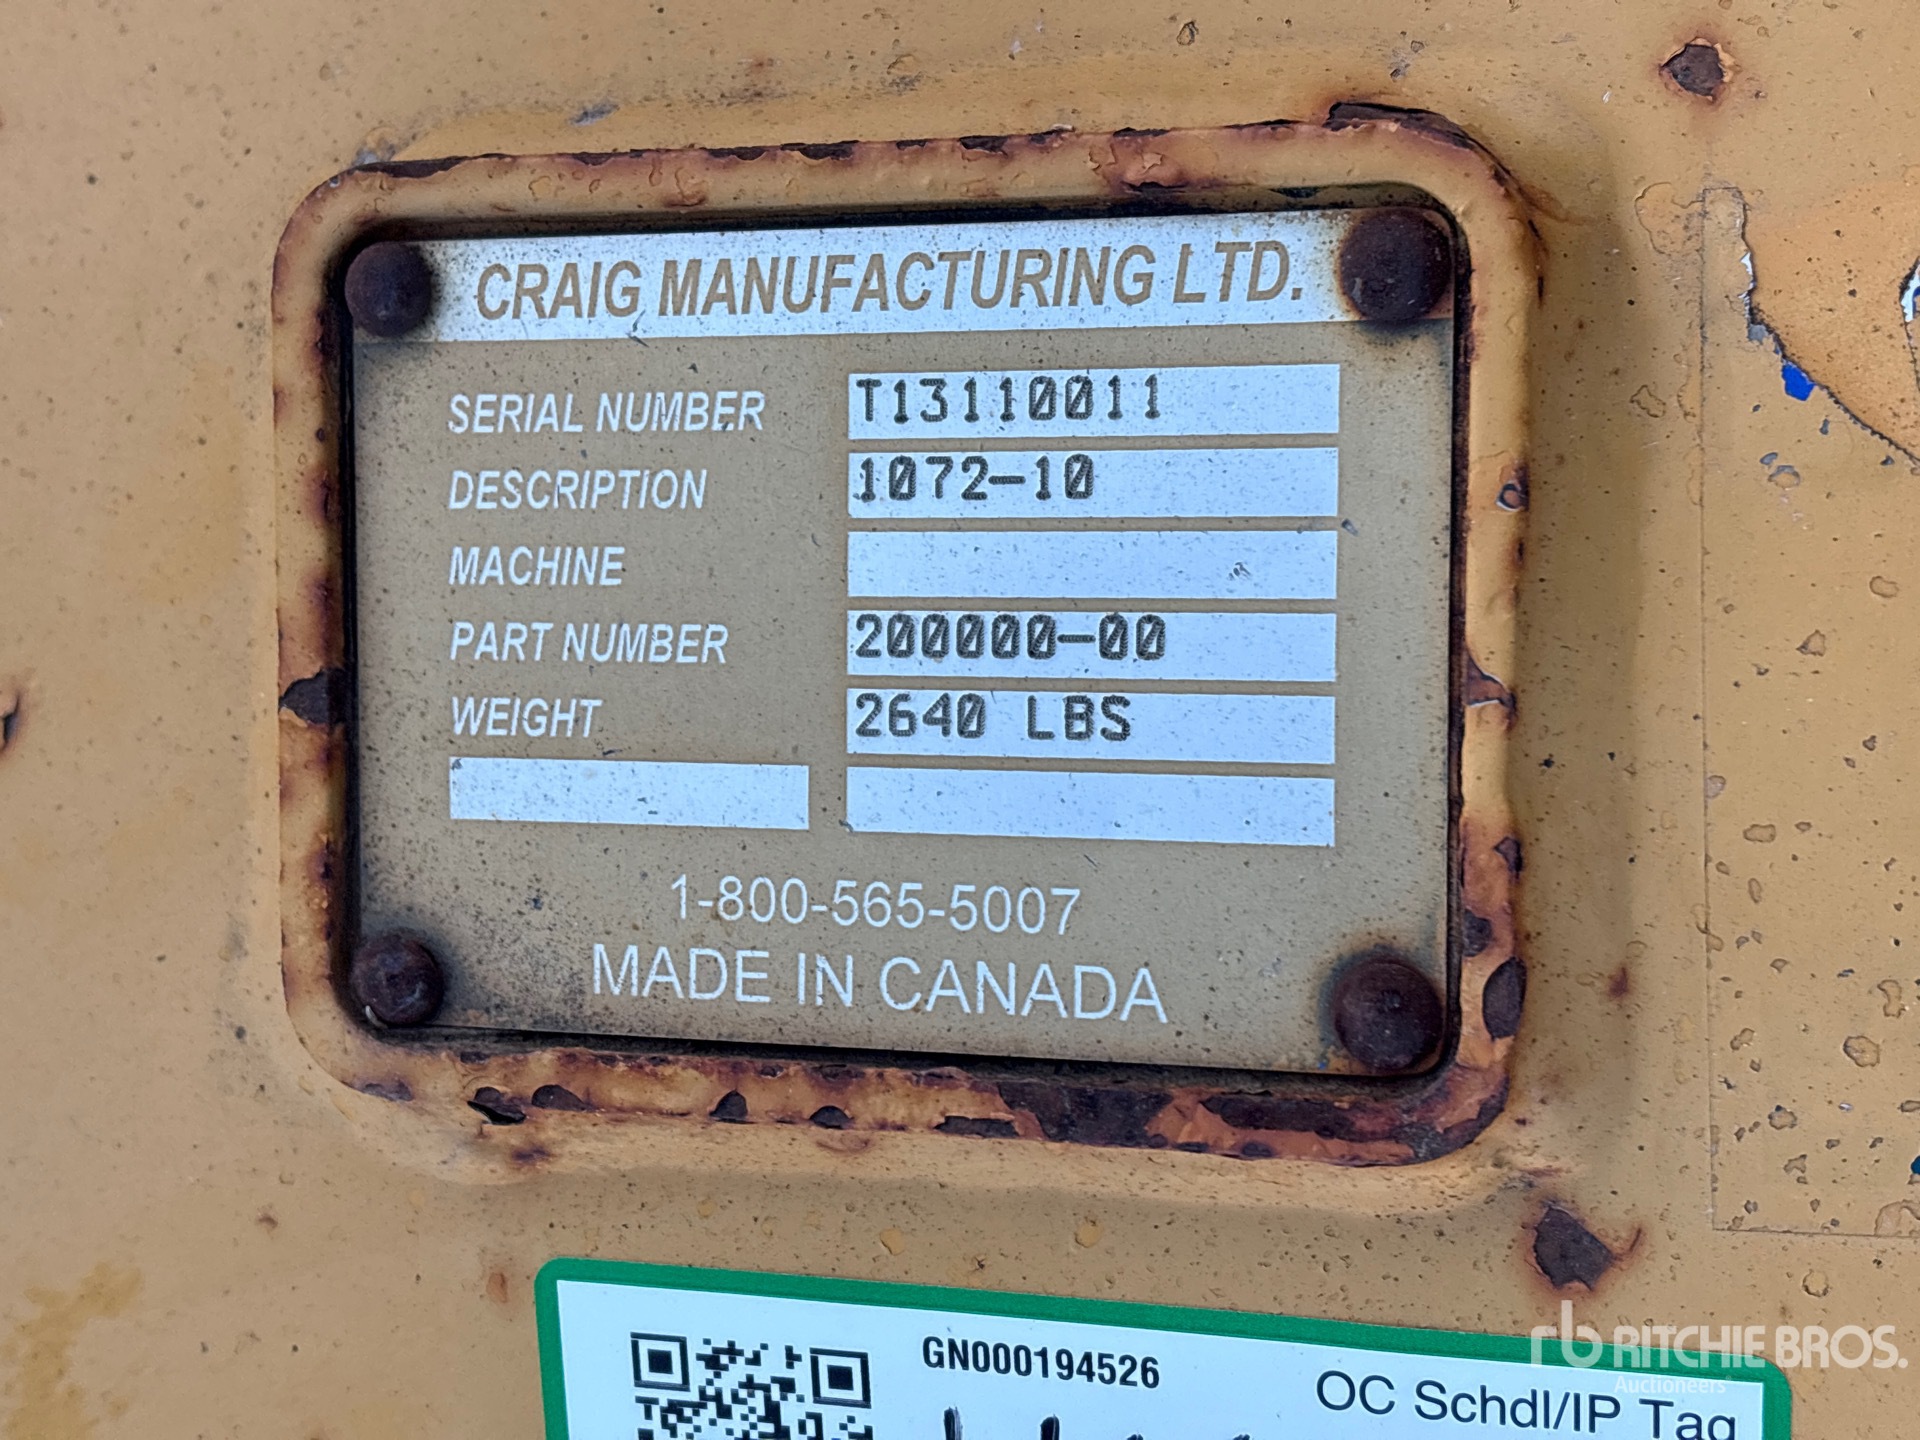 CRAIG MANUFACTURING LTD.
SERIAL NUMBER T13110011
DESCRIPTION 1072-10
MACHINE
PART NUMBER 200000-00
WEIGHT 2640 LBS
1-800-565-5007
MADE IN CANADA
GN000194526
OC Schdl/IP Tag
rb RITCHIE BROS.
Auctioneers